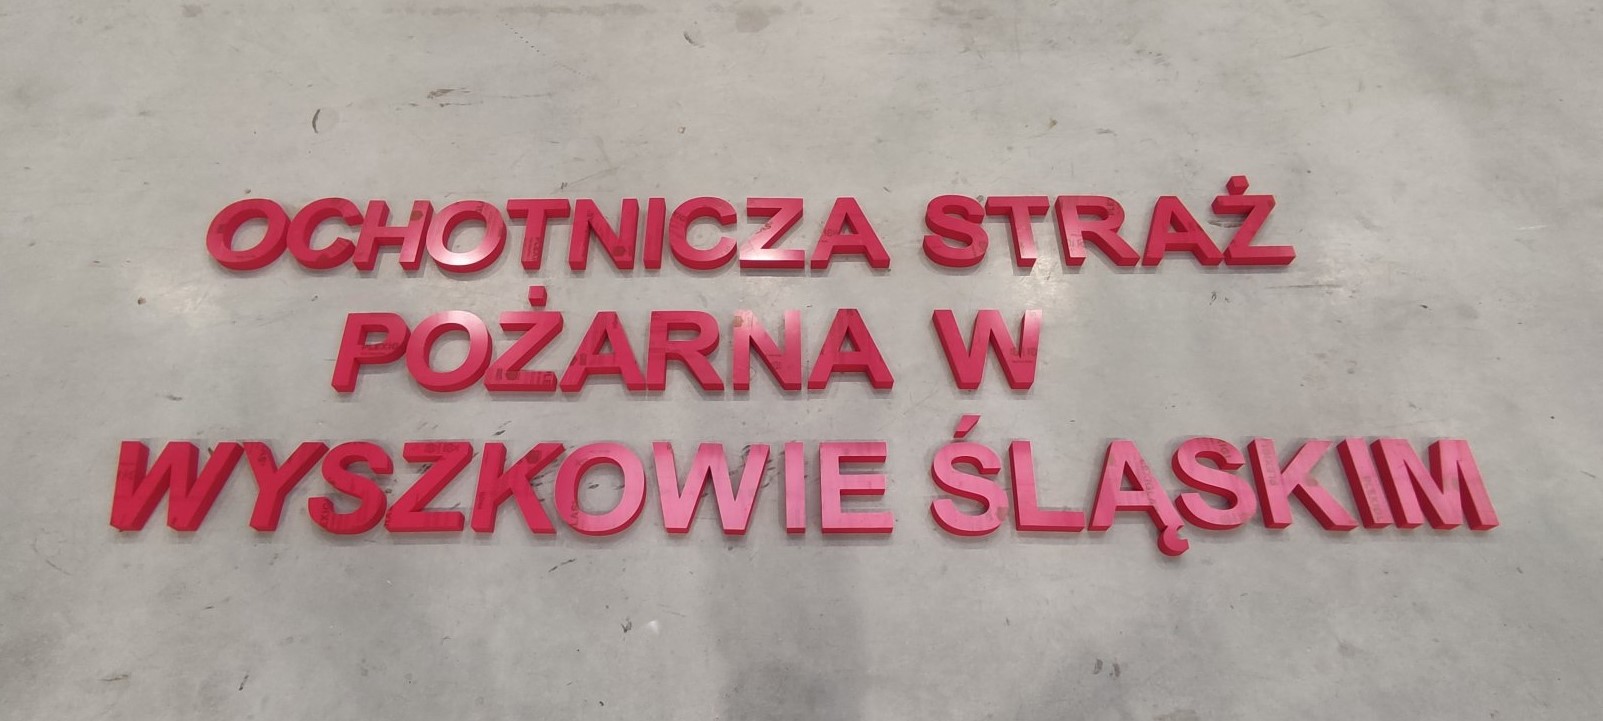 OCHOTNICZA STRAŻ
POŻARNA W
WYSZKOWIE ŚLĄSKIM